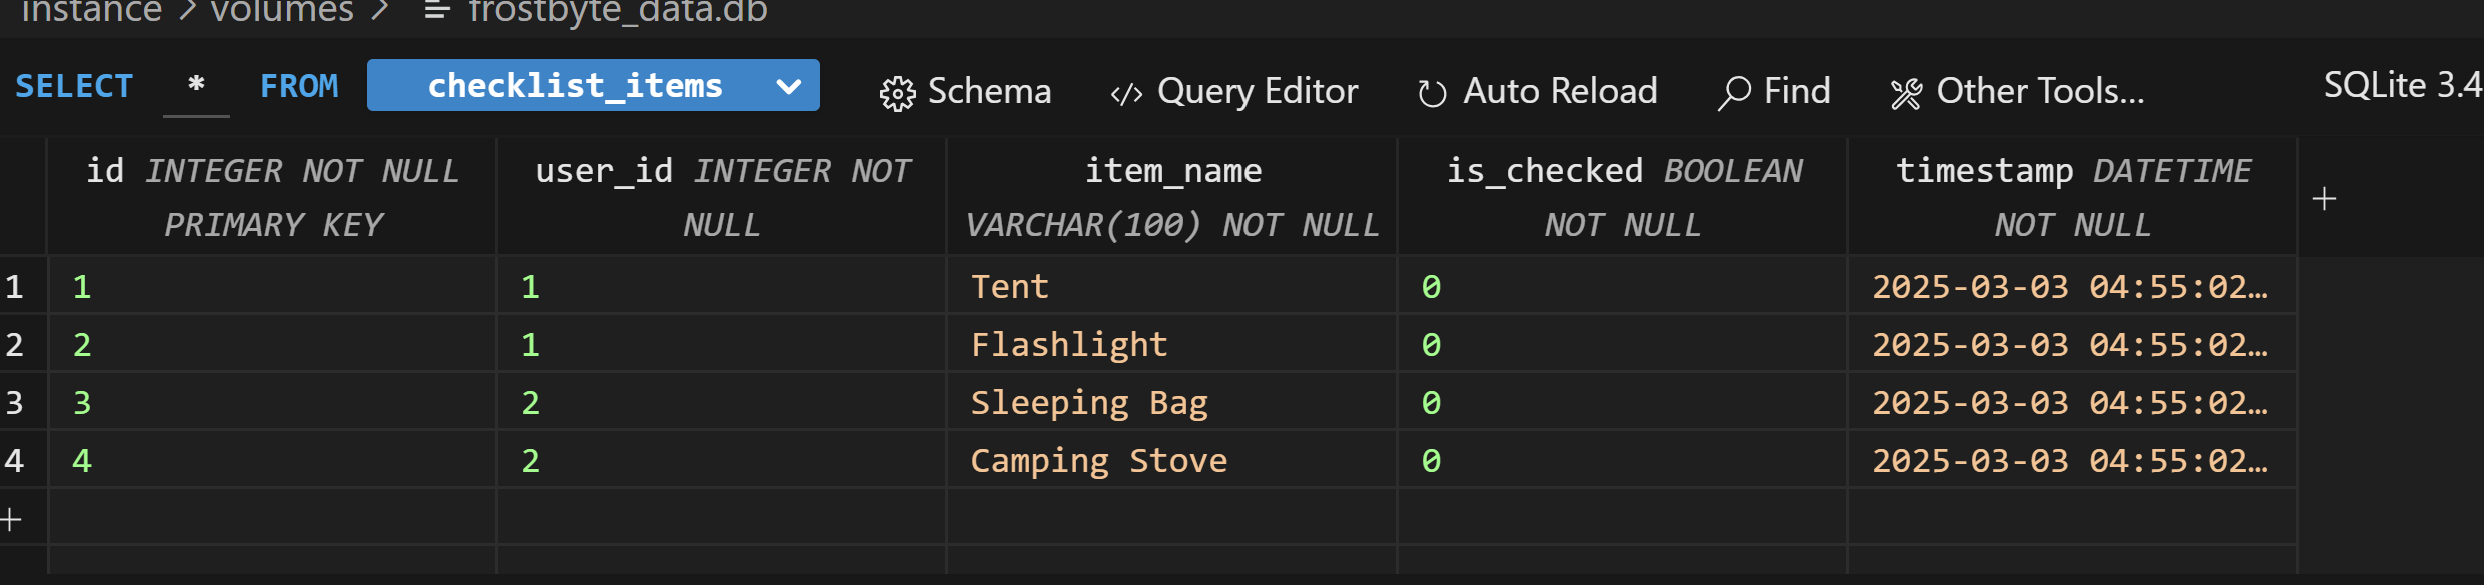 instance > volumes > frostbyte_data.db
SELECT * FROM checklist_items Schema Query Editor Auto Reload Find Other Tools... SQLite 3.4
id INTEGER NOT NULL PRIMARY KEY
user_id INTEGER NOT NULL
item_name VARCHAR(100) NOT NULL
is_checked BOOLEAN NOT NULL
timestamp DATETIME NOT NULL
+
1 1 1 Tent 0 2025-03-03 04:55:02…
2 2 1 Flashlight 0 2025-03-03 04:55:02…
3 3 2 Sleeping Bag 0 2025-03-03 04:55:02…
4 4 2 Camping Stove 0 2025-03-03 04:55:02…
+